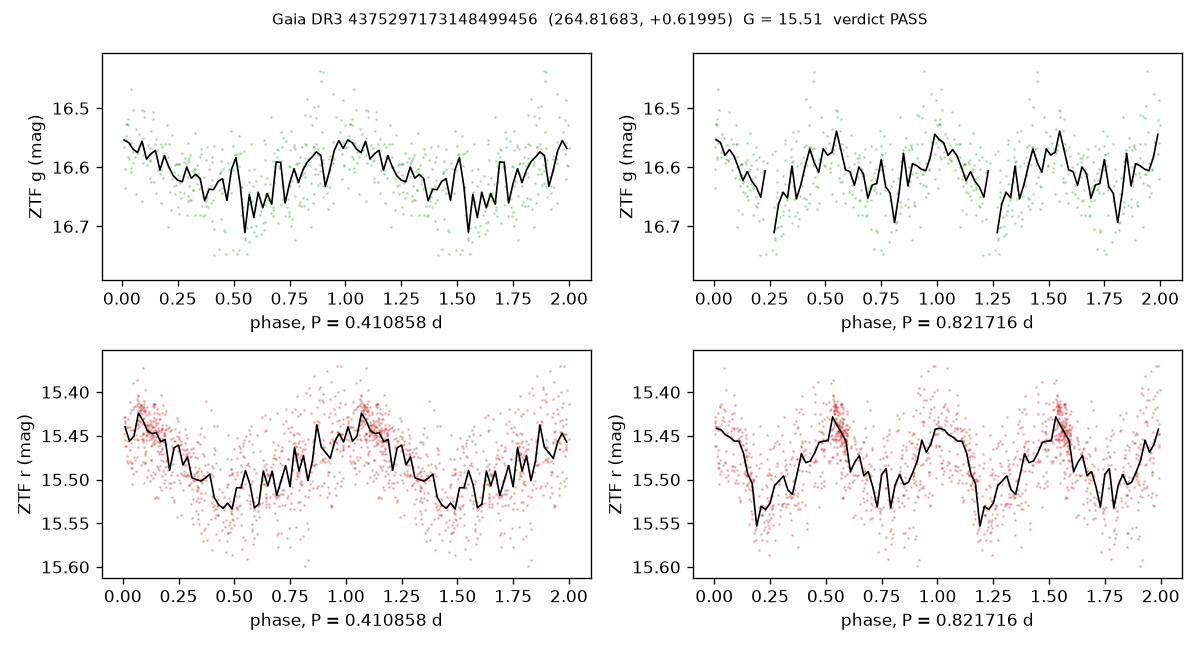 Gaia DR3 4375297173148499456 (264.81683, +0.61995) G = 15.51 verdict PASS
ZTF g (mag)
16.5
16.6
16.7
0.00 0.25 0.50 0.75 1.00 1.25 1.50 1.75 2.00
phase, P = 0.410858 d
ZTF g (mag)
16.5
16.6
16.7
0.00 0.25 0.50 0.75 1.00 1.25 1.50 1.75 2.00
phase, P = 0.821716 d
ZTF r (mag)
15.40
15.45
15.50
15.55
15.60
0.00 0.25 0.50 0.75 1.00 1.25 1.50 1.75 2.00
phase, P = 0.410858 d
ZTF r (mag)
15.40
15.45
15.50
15.55
15.60
0.00 0.25 0.50 0.75 1.00 1.25 1.50 1.75 2.00
phase, P = 0.821716 d